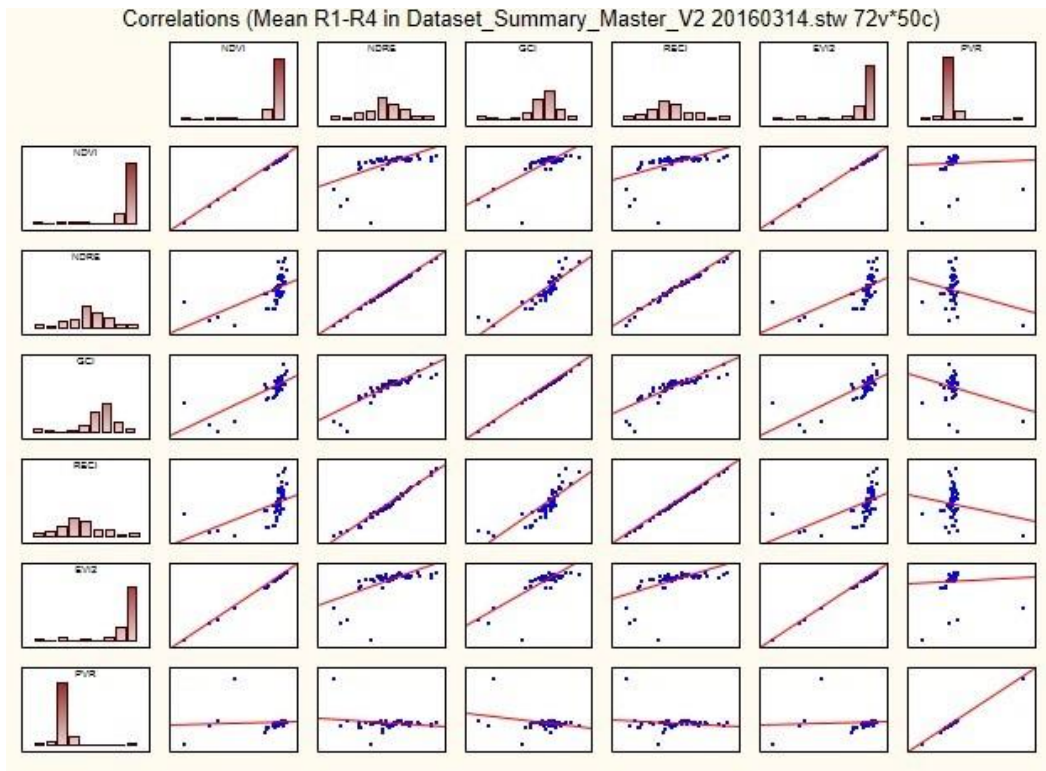 Correlations (Mean R1-R4 in Dataset_Summary_Master_V2 20160314.stw 72v*50c)
NDVI NDRE GCI RECI EVI2 PVR
NDVI
NDRE
GCI
RECI
EVI2
PVR